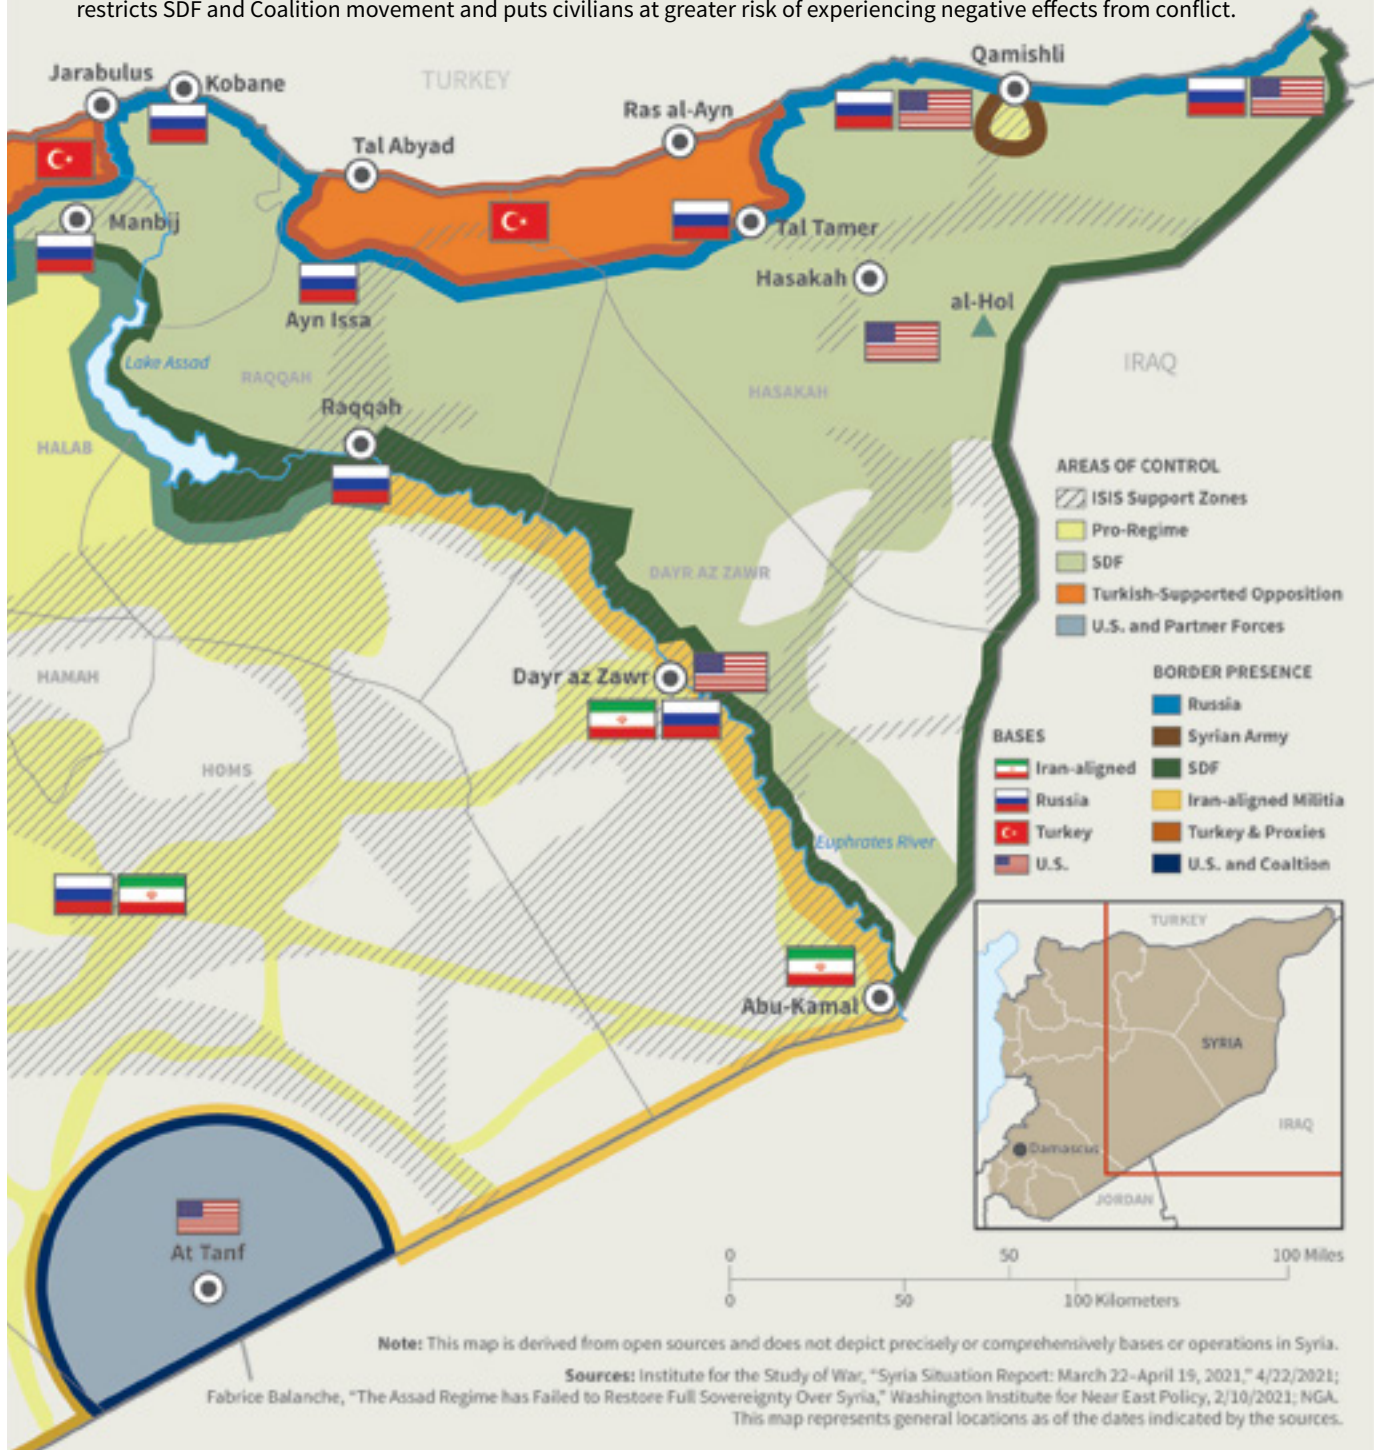 restricts SDF and Coalition movement and puts civilians at greater risk of experiencing negative effects from conflict.
Qamishli
Jarabulus
Kobane
TURKEY
Ras al-Ayn
Tal Abyad
Manbij
Tal Tamer
Hasakah
al-Hol
Ayn Issa
IRAQ
Lake Assad
RAQQAH
HASAKAH
Raqqah
HALAB
AREAS OF CONTROL
ISIS Support Zones
Pro-Regime
SDF
Turkish-Supported Opposition
U.S. and Partner Forces
DAYR AZ ZAWR
HAMAH
Dayr az Zawr
HOMS
BORDER PRESENCE
Russia
Syrian Army
SDF
Iran-aligned Militia
Turkey & Proxies
U.S. and Coaltion
BASES
Iran-aligned
Russia
Turkey
U.S.
Euphrates River
Abu-Kamal
TURKEY
SYRIA
IRAQ
Damascus
JORDAN
At Tanf
0 50 100 Miles
0 50 100 Kilometers
Note: This map is derived from open sources and does not depict precisely or comprehensively bases or operations in Syria.
Sources: Institute for the Study of War, “Syria Situation Report: March 22–April 19, 2021,” 4/22/2021;
Fabrice Balanche, “The Assad Regime has Failed to Restore Full Sovereignty Over Syria,” Washington Institute for Near East Policy, 2/10/2021; NGA.
This map represents general locations as of the dates indicated by the sources.